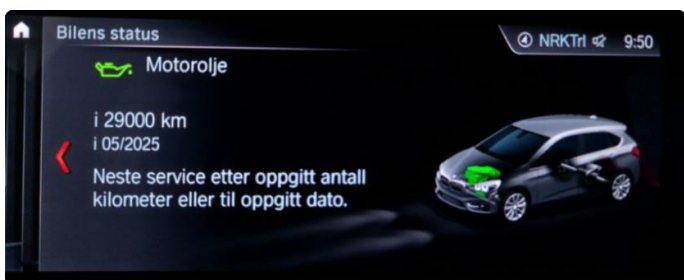 Bilens status
NRKTrl 9:50
Motorolje
i 29000 km
i 05/2025
Neste service etter oppgitt antall
kilometer eller til oppgitt dato.